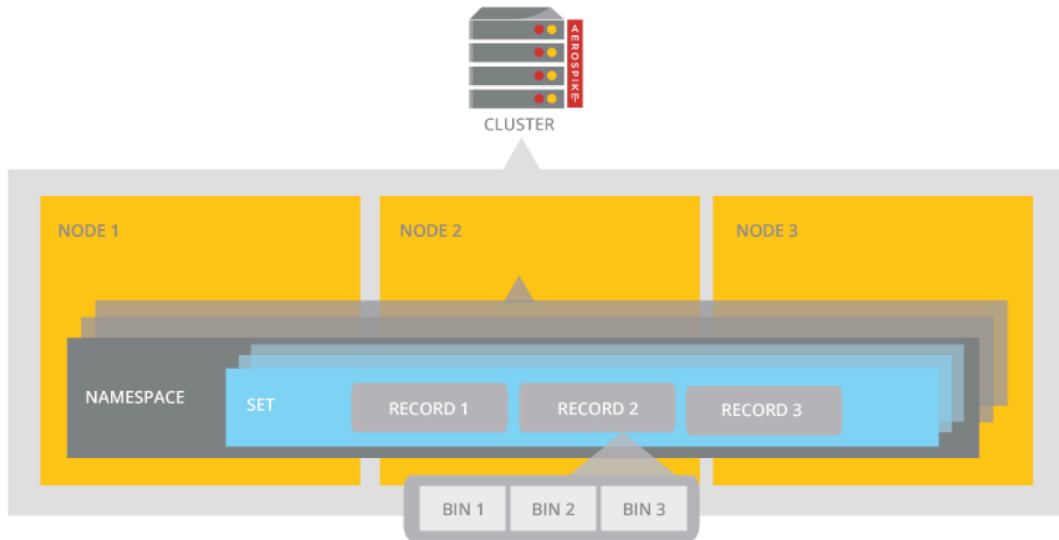 AEROSPIKE
CLUSTER
NODE 1
NODE 2
NODE 3
NAMESPACE
SET
RECORD 1
RECORD 2
RECORD 3
BIN 1
BIN 2
BIN 3